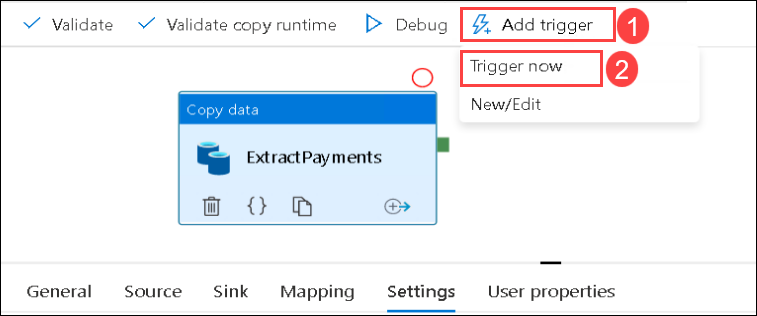 Validate Validate copy runtime Debug Add trigger 1
Trigger now 2
New/Edit
Copy data
ExtractPayments
{}
General Source Sink Mapping Settings User properties